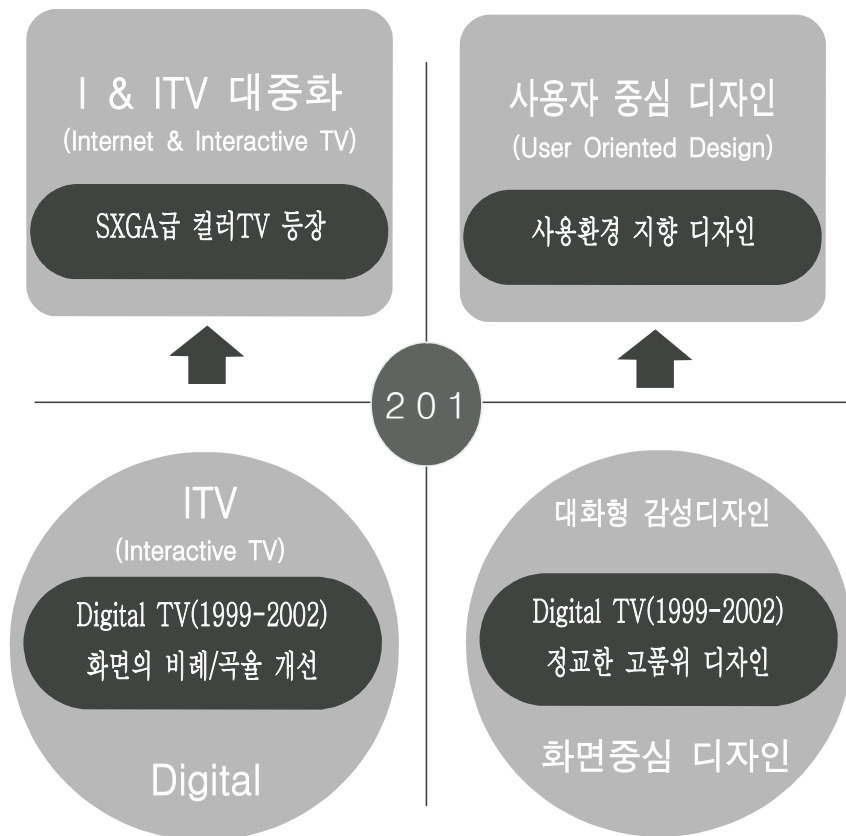 I & ITV 대중화
(Internet & Interactive TV)
SXGA급 컬러TV 등장
사용자 중심 디자인
(User Oriented Design)
사용환경 지향 디자인
201
ITV
(Interactive TV)
Digital TV(1999-2002)
화면의 비례/곡율 개선
Digital
대화형 감성디자인
Digital TV(1999-2002)
정교한 고품위 디자인
화면중심 디자인